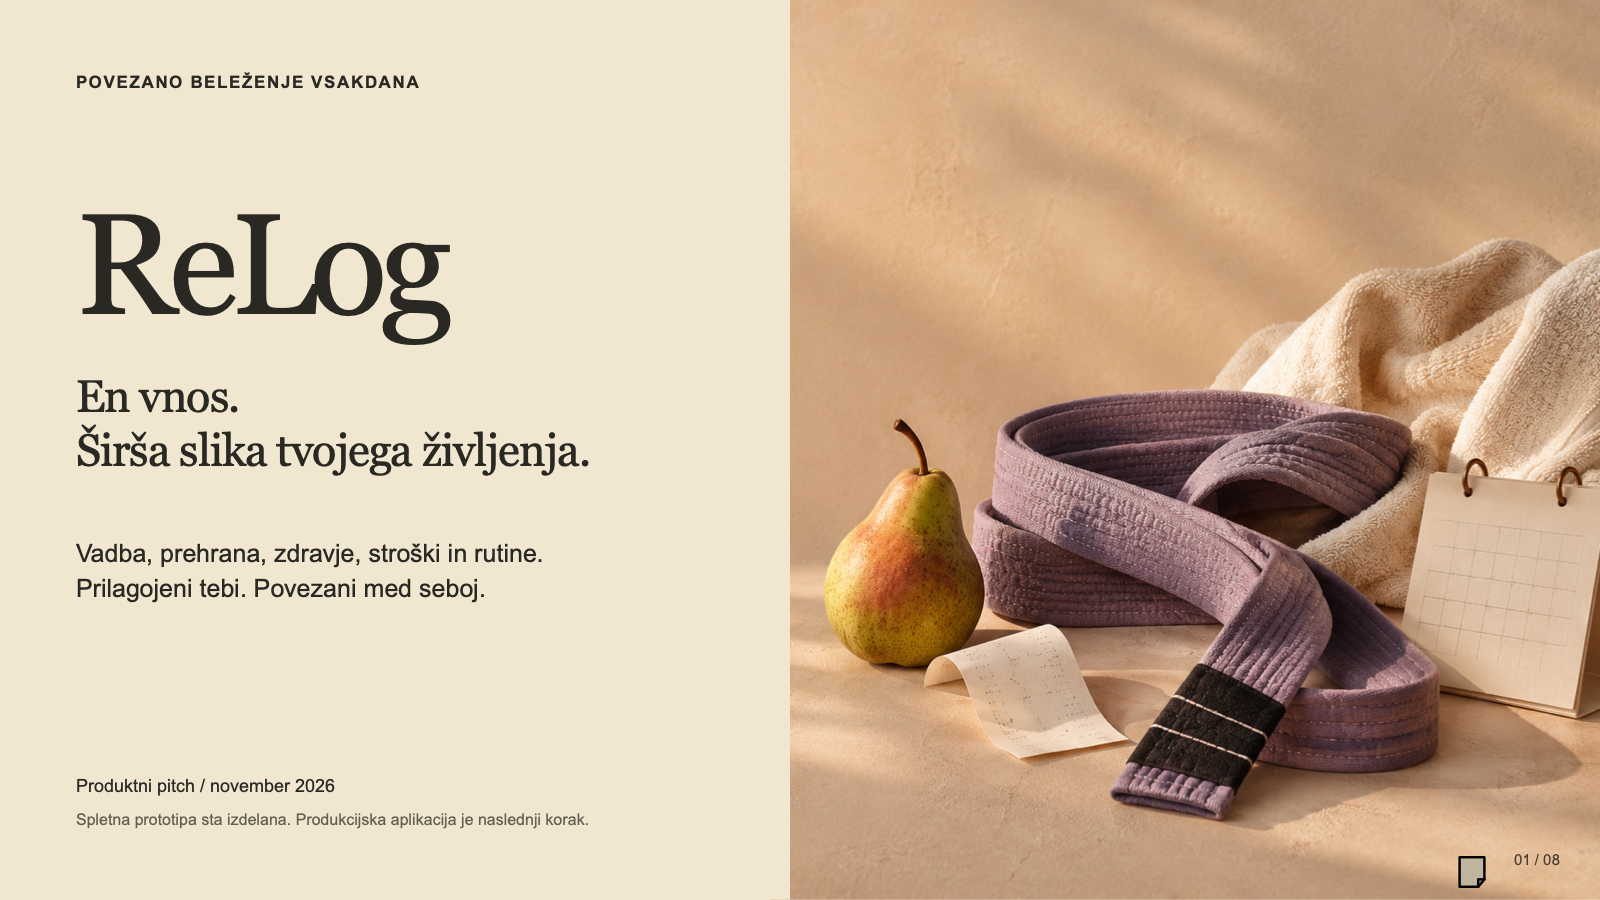 POVEZANO BELEŽENJE VSAKDANA
ReLog
En vnos.
Širša slika tvojega življenja.
Vadba, prehrana, zdravje, stroški in rutine.
Prilagojeni tebi. Povezani med seboj.
Produktni pitch / november 2026
Spletna prototipa sta izdelana. Produkcijska aplikacija je naslednji korak.
01 / 08